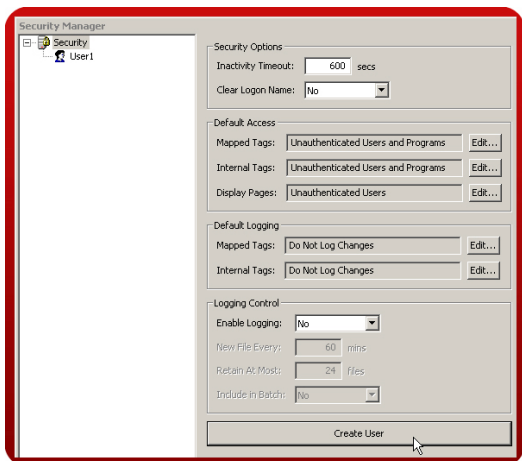 Security Manager
Security
User1
Security Options
Inactivity Timeout: 600 secs
Clear Logon Name: No
Default Access
Mapped Tags: Unauthenticated Users and Programs Edit...
Internal Tags: Unauthenticated Users and Programs Edit...
Display Pages: Unauthenticated Users Edit...
Default Logging
Mapped Tags: Do Not Log Changes Edit...
Internal Tags: Do Not Log Changes Edit...
Logging Control
Enable Logging: No
New File Every: 60 mins
Retain At Most: 24 files
Include in Batch: No
Create User